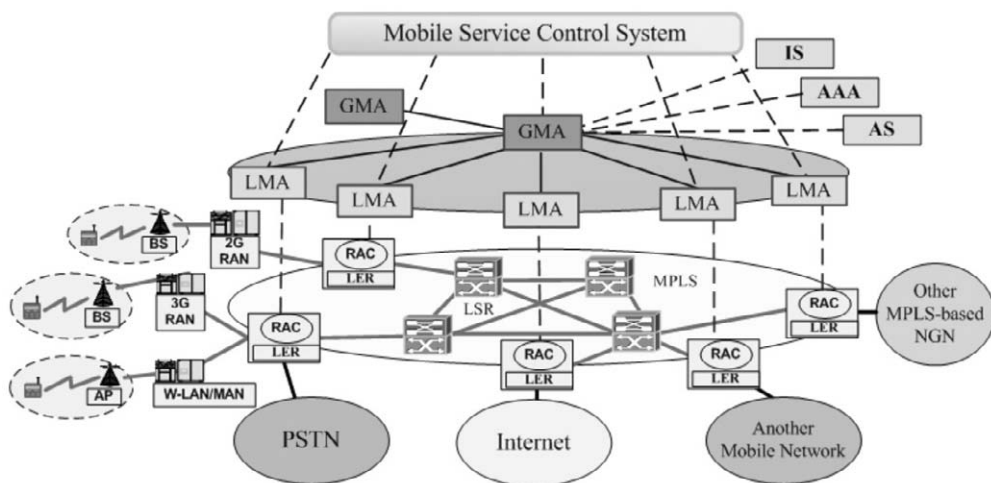 Mobile Service Control System
IS
AAA
AS
GMA
GMA
LMA
LMA
LMA
LMA
LMA
BS
2G
RAN
RAC
LER
BS
3G
RAN
RAC
LER
AP
W-LAN/MAN
LSR
MPLS
RAC
LER
RAC
LER
RAC
LER
Other
MPLS-based
NGN
PSTN
Internet
Another
Mobile Network